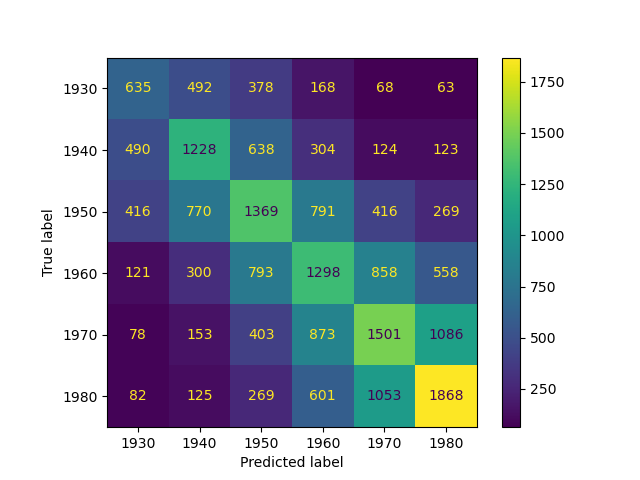 1930 635 492 378 168 68 63
1940 490 1228 638 304 124 123
1950 416 770 1369 791 416 269
1960 121 300 793 1298 858 558
1970 78 153 403 873 1501 1086
1980 82 125 269 601 1053 1868
1930 1940 1950 1960 1970 1980
Predicted label
True label
1750
1500
1250
1000
750
500
250